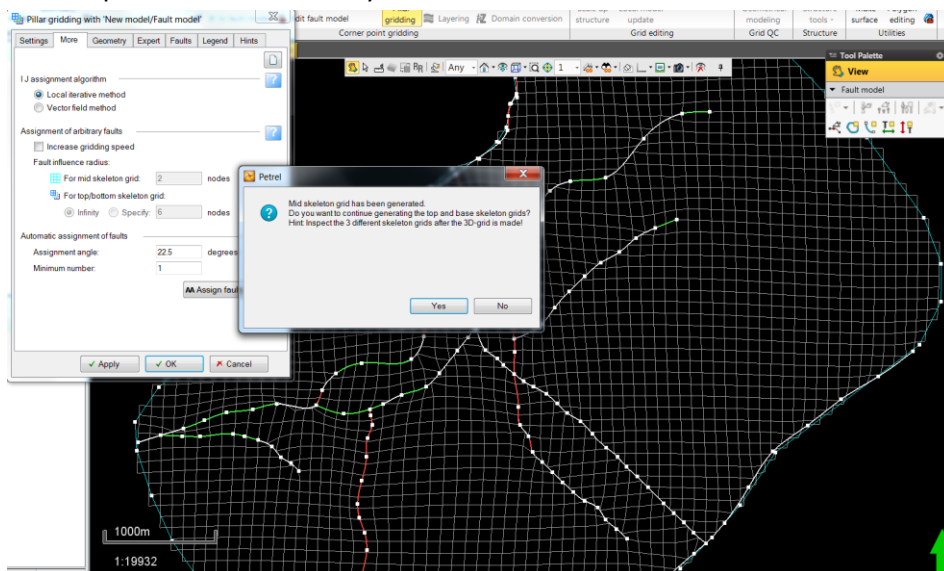 Pillar gridding with 'New model/Fault model'
dit fault model
gridding
Layering
Domain conversion
structure
update
modeling
tools
surface
editing
Corner point gridding
Grid editing
Grid QC
Structure
Utilities
Settings
More
Geometry
Expert
Faults
Legend
Hints
Any
1
Tool Palette
View
Fault model
I J assignment algorithm
Local iterative method
Vector field method
Assignment of arbitrary faults
Increase gridding speed
Fault influence radius:
For mid skeleton grid: 2 nodes
For top/bottom skeleton grid:
Infinity Specify: 6 nodes
Automatic assignment of faults
Assignment angle: 22.5 degrees
Minimum number: 1
Assign fau
Apply
OK
Cancel
Petrel
Mid skeleton grid has been generated.
Do you want to continue generating the top and base skeleton grids?
Hint: Inspect the 3 different skeleton grids after the 3D-grid is made!
Yes
No
1000m
1:19932